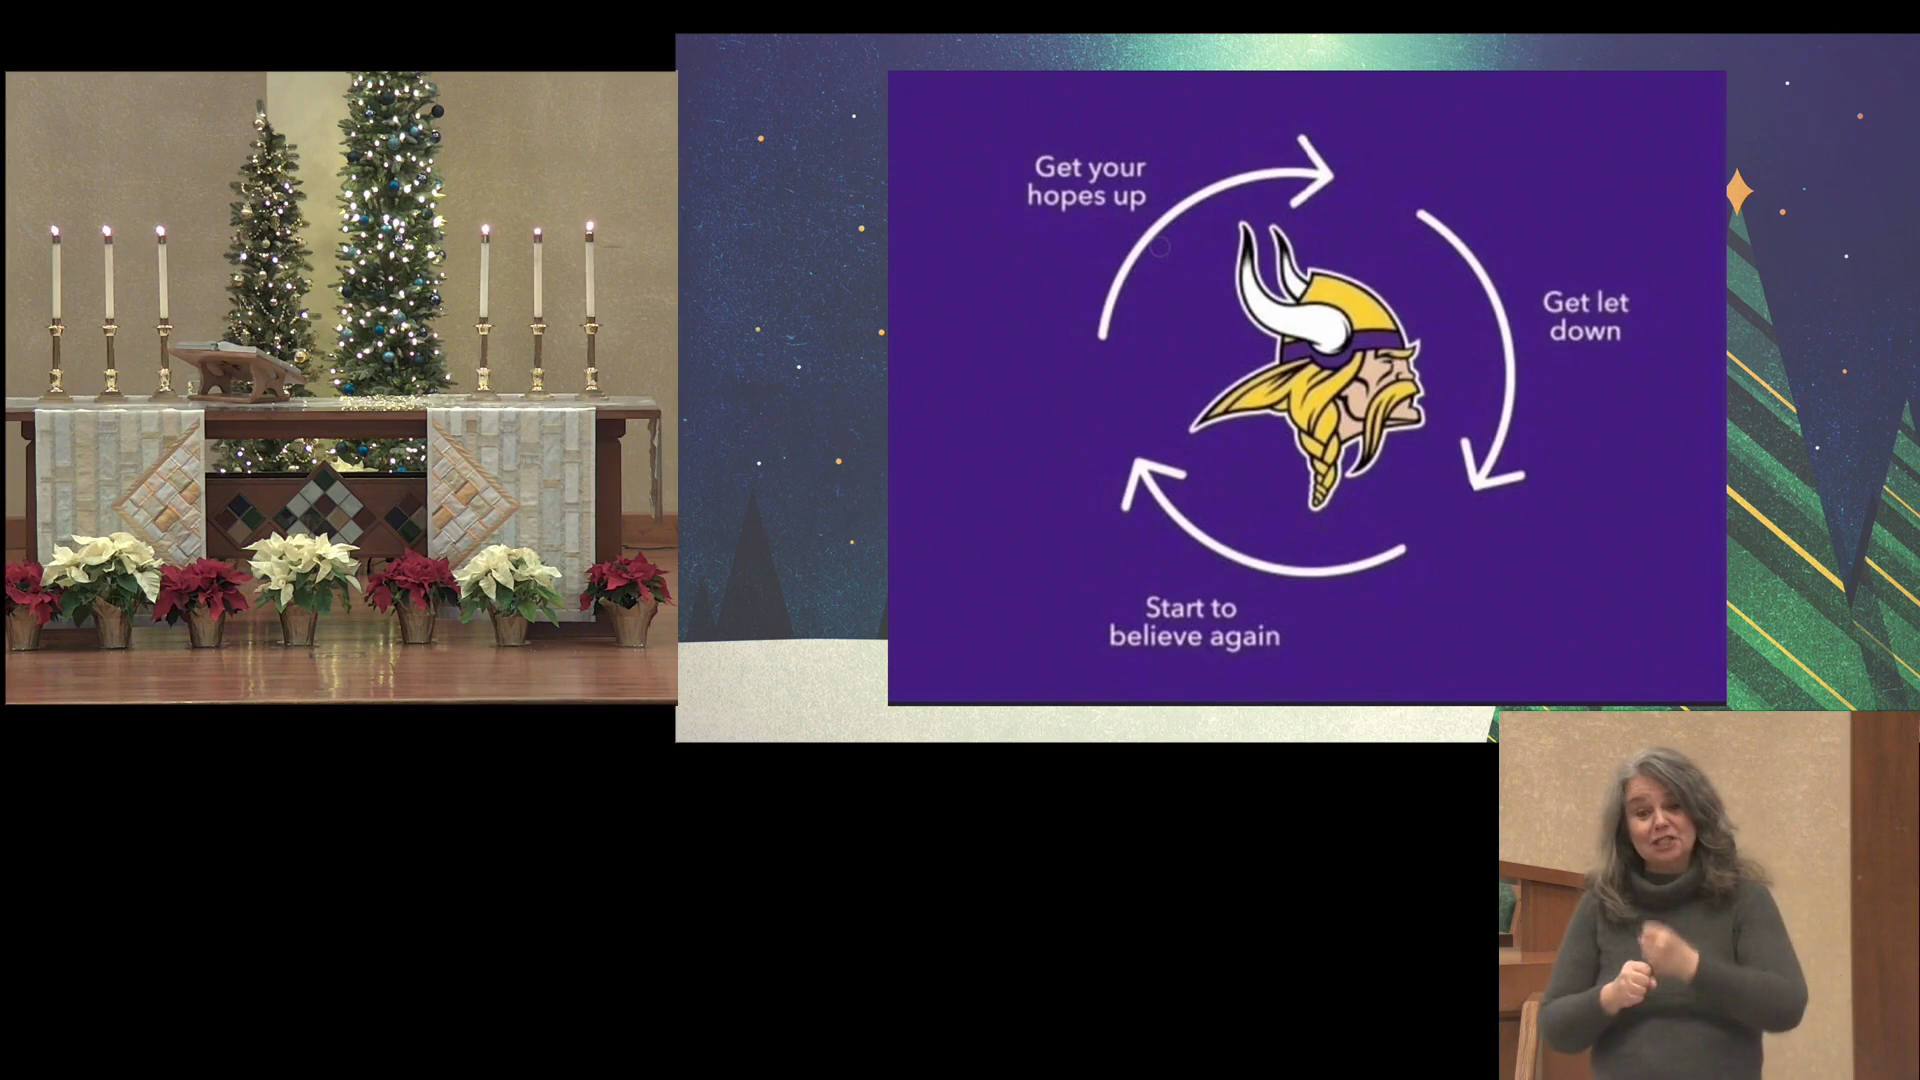 Get your
hopes up
Get let
down
Start to
believe again